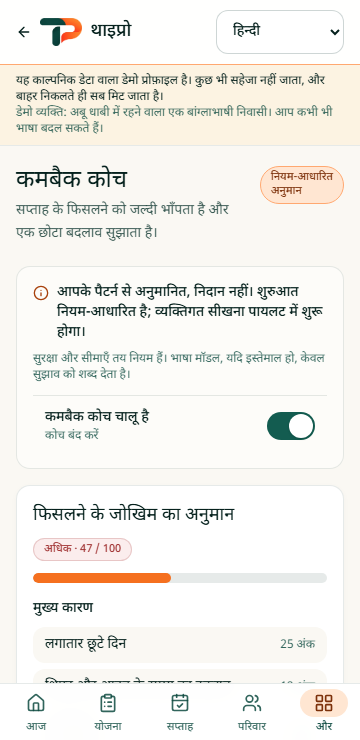 थाइप्रो
हिन्दी
यह काल्पनिक डेटा वाला डेमो प्रोफ़ाइल है। कुछ भी सहेजा नहीं जाता, और
बाहर निकलते ही सब मिट जाता है।
डेमो व्यक्ति: अबू धाबी में रहने वाला एक बांग्लाभाषी निवासी। आप कभी भी
भाषा बदल सकते हैं।
कमबैक कोच
नियम-आधारित
अनुमान
सप्ताह के फिसलने को जल्दी भाँपता है और
एक छोटा बदलाव सुझाता है।
आपके पैटर्न से अनुमानित, निदान नहीं। शुरुआत
नियम-आधारित है; व्यक्तिगत सीखना पायलट में शुरू
होगा।
सुरक्षा और सीमाएँ तय नियम हैं। भाषा मॉडल, यदि इस्तेमाल हो, केवल
सुझाव को शब्द देता है।
कमबैक कोच चालू है
कोच बंद करें
फिसलने के जोखिम का अनुमान
अधिक · 47 / 100
मुख्य कारण
लगातार छूटे दिन
25 अंक
आज
योजना
सप्ताह
परिवार
और